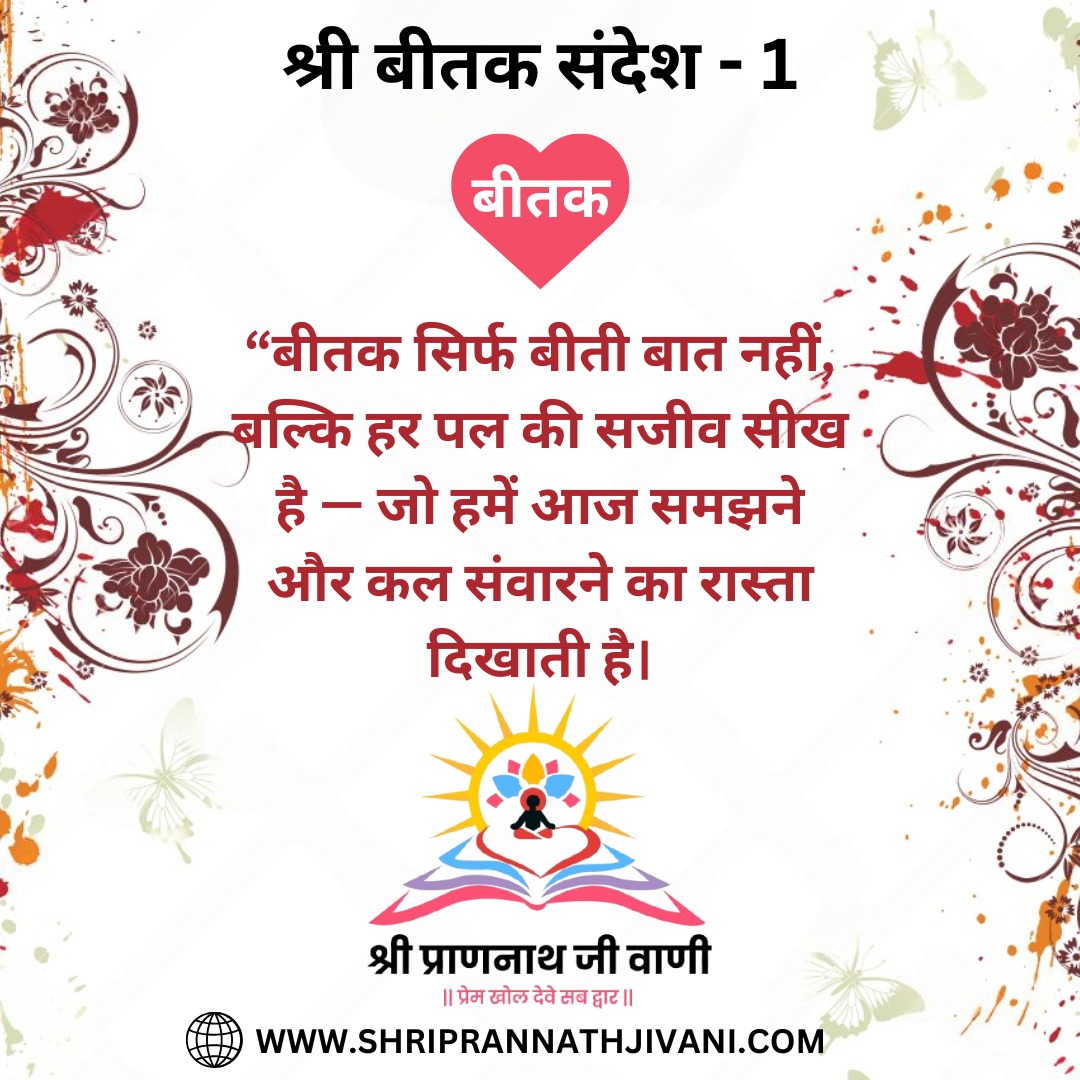 श्री बीतक संदेश - 1
बीतक
“बीतक सिर्फ बीती बात नहीं,
बल्कि हर पल की सजीव सीख
है — जो हमें आज समझने
और कल संवारने का रास्ता
दिखाती है।
श्री प्राणनाथ जी वाणी
॥ प्रेम खोल देवे सब द्वार ॥
WWW.SHRIPRANNATHJIVANI.COM